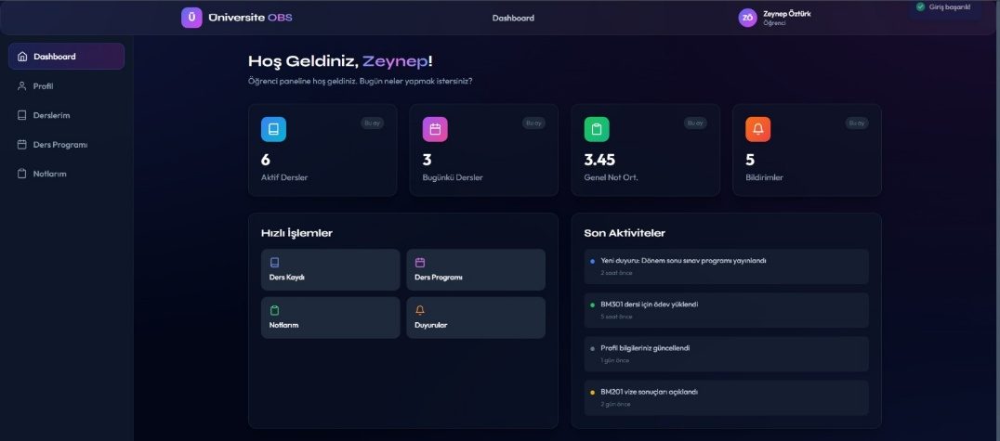 Ü
Üniversite OBS
Dashboard
ZÖ
Zeynep Öztürk
Öğrenci
Giriş başarılı!
Dashboard
Profil
Derslerim
Ders Programı
Notlarım
Hoş Geldiniz, Zeynep!
Öğrenci paneline hoş geldiniz. Bugün neler yapmak istersiniz?
Bu ay
6
Aktif Dersler
Bu ay
3
Bugünkü Dersler
Bu ay
3.45
Genel Not Ort.
Bu ay
5
Bildirimler
Hızlı İşlemler
Ders Kaydı
Ders Programı
Notlarım
Duyurular
Son Aktiviteler
Yeni duyuru: Dönem sonu sınav programı yayınlandı
2 saat önce
BM301 dersi için ödev yüklendi
5 saat önce
Profil bilgileriniz güncellendi
1 gün önce
BM201 vize sonuçları açıklandı
2 gün önce